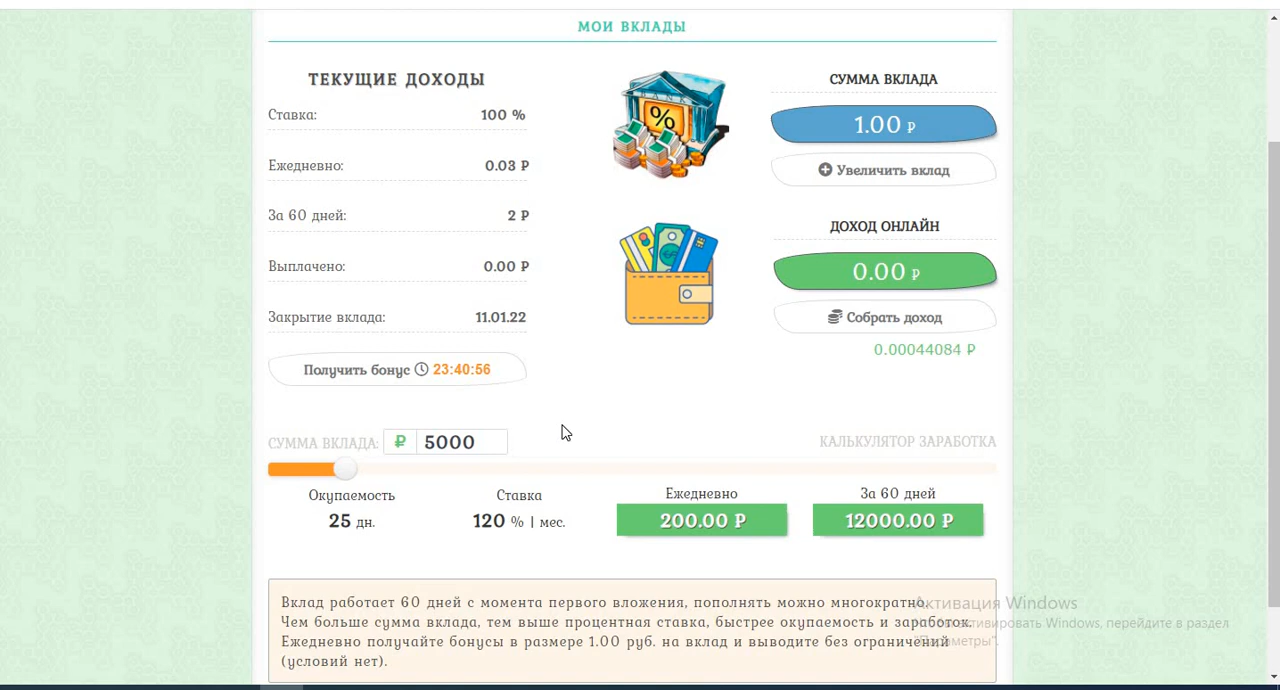 МОИ ВКЛАДЫ
ТЕКУЩИЕ ДОХОДЫ
Ставка: 100 %
Ежедневно: 0.03 ₽
За 60 дней: 2 ₽
Выплачено: 0.00 ₽
Закрытие вклада: 11.01.22
Получить бонус 23:40:56
%
СУММА ВКЛАДА
1.00 ₽
Увеличить вклад
ДОХОД ОНЛАЙН
0.00 ₽
Собрать доход
0.00044084 ₽
СУММА ВКЛАДА: ₽ 5000 КАЛЬКУЛЯТОР ЗАРАБОТКА
Окупаемость Ставка Ежедневно За 60 дней
25 дн. 120 % | мес. 200.00 ₽ 12000.00 ₽
Вклад работает 60 дней с момента первого вложения, пополнять можно многократно.
Чем больше сумма вклада, тем выше процентная ставка, быстрее окупаемость и заработок.
Ежедневно получайте бонусы в размере 1.00 руб. на вклад и выводите без ограничений
(условий нет).
Активация Windows
активировать Windows, перейдите в раздел
"Параметры".